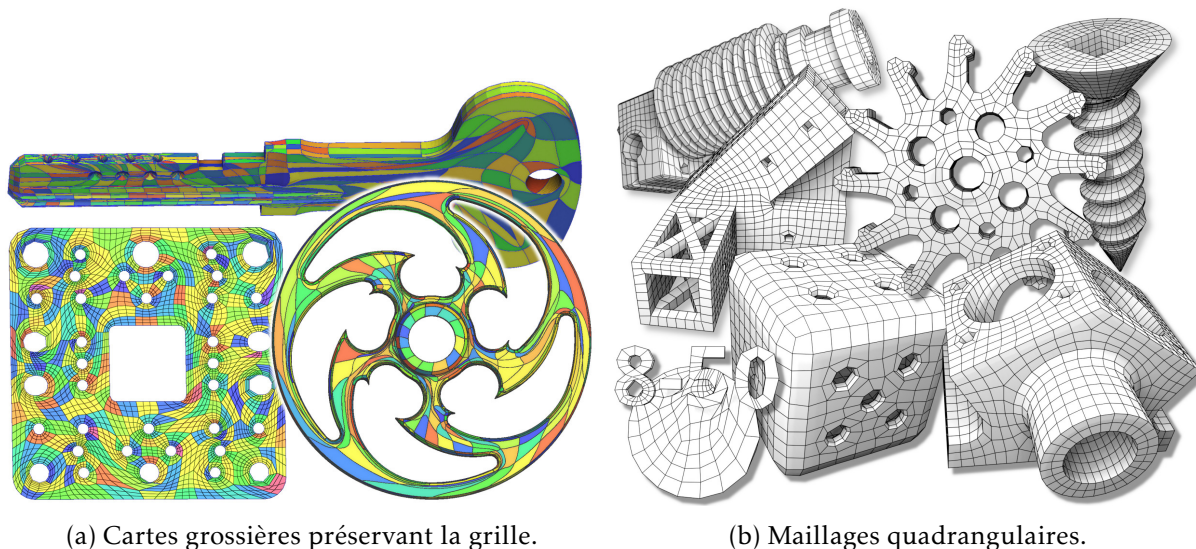 8-50
(a) Cartes grossières préservant la grille.
(b) Maillages quadrangulaires.